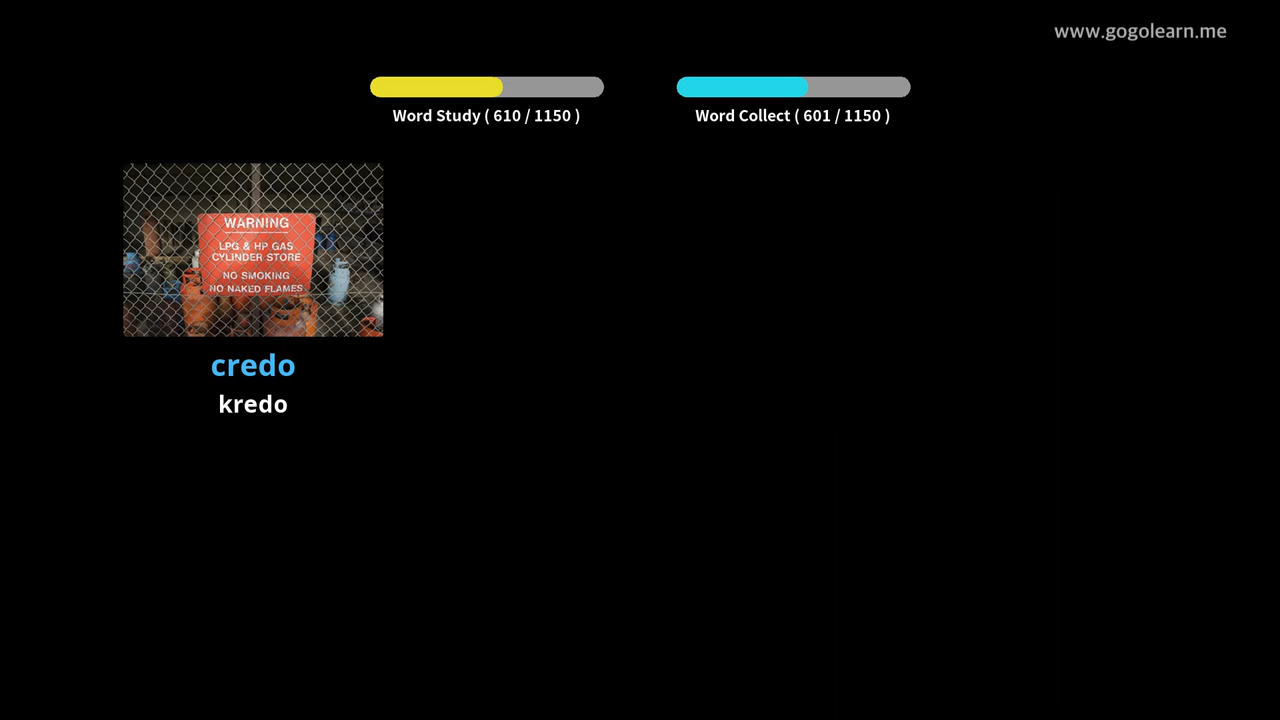 www.gogolearn.me
Word Study ( 610 / 1150 )
Word Collect ( 601 / 1150 )
WARNING
LPG & HP GAS
CYLINDER STORE
NO SMOKING
NO NAKED FLAMES
credo
kredo